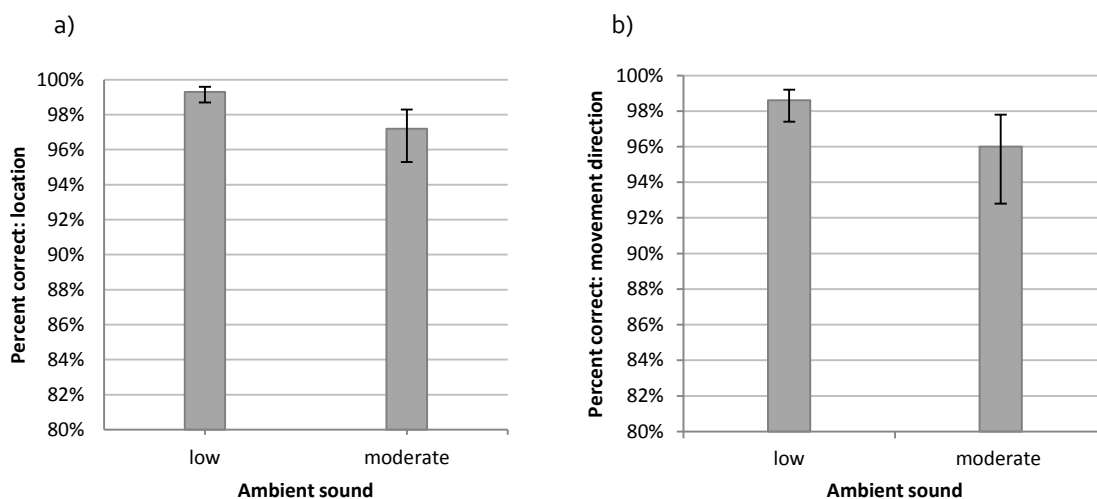 a)
Percent correct: location
100%
98%
96%
94%
92%
90%
88%
86%
84%
82%
80%
low moderate
Ambient sound
b)
Percent correct: movement direction
100%
98%
96%
94%
92%
90%
88%
86%
84%
82%
80%
low moderate
Ambient sound